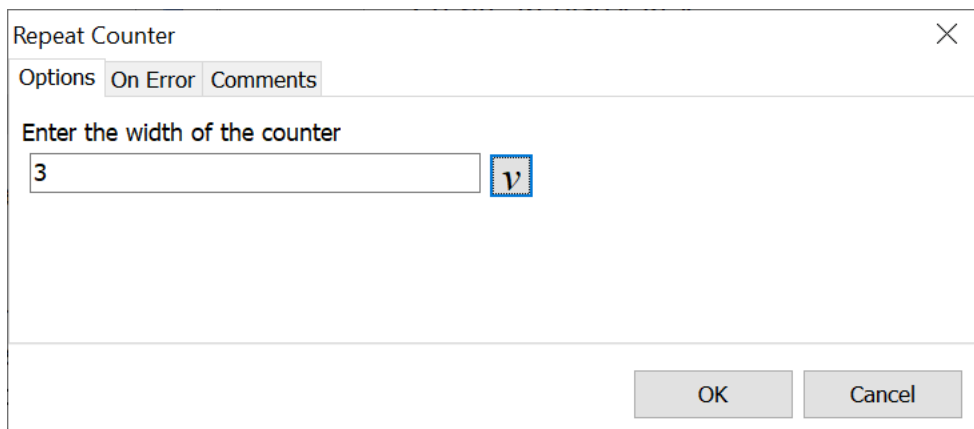 Repeat Counter
Options On Error Comments
Enter the width of the counter
3 v
OK Cancel